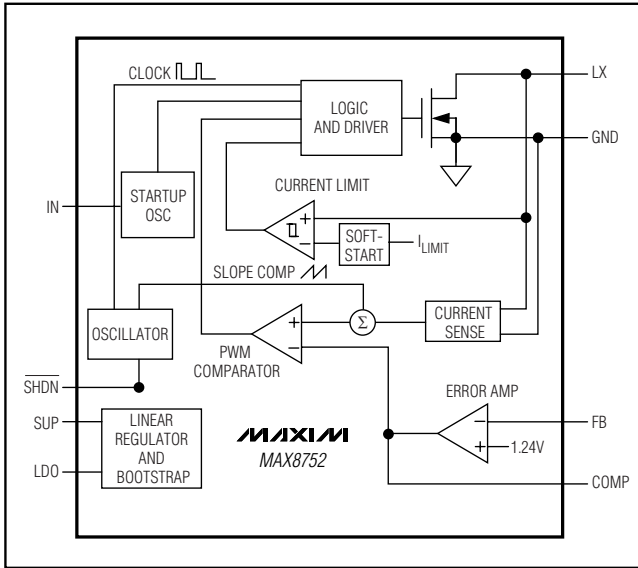 CLOCK
LX
LOGIC
AND DRIVER
GND
CURRENT LIMIT
STARTUP
OSC
IN
+
−
SOFT-
START
ILIMIT
SLOPE COMP
OSCILLATOR
+
−
Σ
CURRENT
SENSE
PWM
COMPARATOR
SHDN
ERROR AMP
SUP
LINEAR
REGULATOR
AND
BOOTSTRAP
LDO
MAXIM
MAX8752
−
+
FB
1.24V
COMP